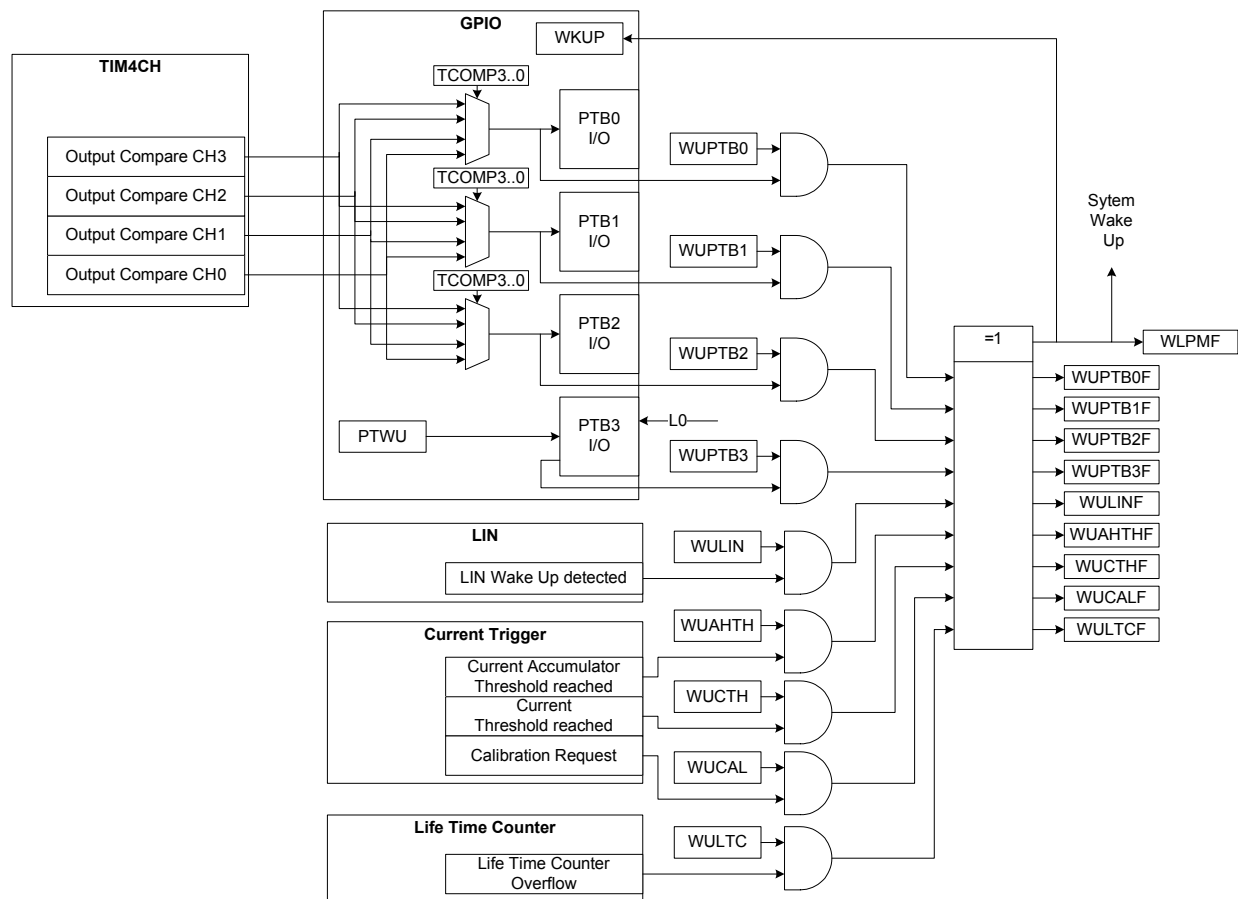 GPIO
WKUP
TIM4CH
TCOMP3..0
PTB0
I/O
Output Compare CH3
Output Compare CH2
Output Compare CH1
Output Compare CH0
WUPTB0
TCOMP3..0
PTB1
I/O
WUPTB1
Sytem
Wake
Up
TCOMP3..0
PTB2
I/O
WUPTB2
=1
WLPMF
WUPTB0F
WUPTB1F
WUPTB2F
WUPTB3F
WULINF
WUAHTHF
WUCTHF
WUCALF
WULTCF
PTWU
PTB3
I/O
L0
WUPTB3
LIN
LIN Wake Up detected
WULIN
Current Trigger
Current Accumulator
Threshold reached
Current
Threshold reached
Calibration Request
WUAHTH
WUCTH
WUCAL
Life Time Counter
Life Time Counter
Overflow
WULTC